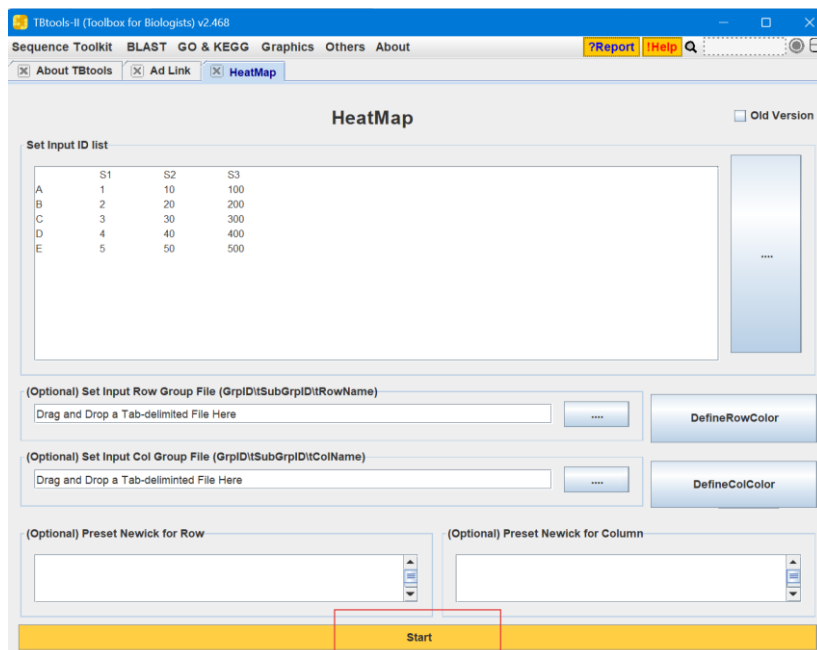 TBtools-II (Toolbox for Biologists) v2.468
Sequence Toolkit BLAST GO & KEGG Graphics Others About ?Report !Help
About TBtools Ad Link HeatMap
HeatMap
Old Version
Set Input ID list
S1 S2 S3
A 1 10 100
B 2 20 200
C 3 30 300
D 4 40 400
E 5 50 500
....
(Optional) Set Input Row Group File (GrpID\tSubGrpID\tRowName)
Drag and Drop a Tab-delimited File Here
....
DefineRowColor
(Optional) Set Input Col Group File (GrpID\tSubGrpID\tColName)
Drag and Drop a Tab-deliminted File Here
....
DefineColColor
(Optional) Preset Newick for Row
(Optional) Preset Newick for Column
Start